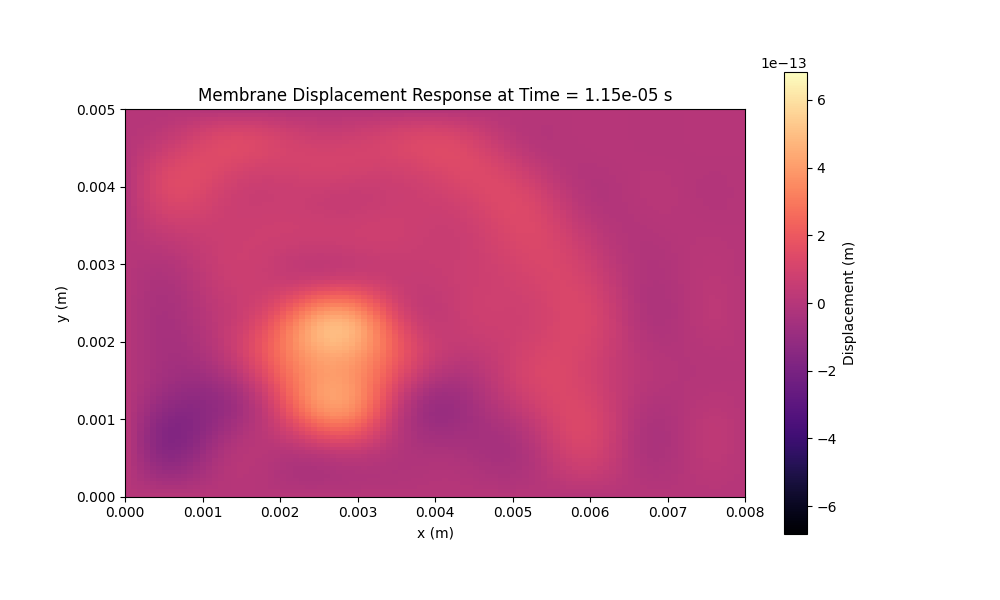 1e−13
Membrane Displacement Response at Time = 1.15e-05 s
0.005
0.004
0.003
0.002
0.001
0.000
y (m)
0.000 0.001 0.002 0.003 0.004 0.005 0.006 0.007 0.008
x (m)
6
4
2
0
−2
−4
−6
Displacement (m)